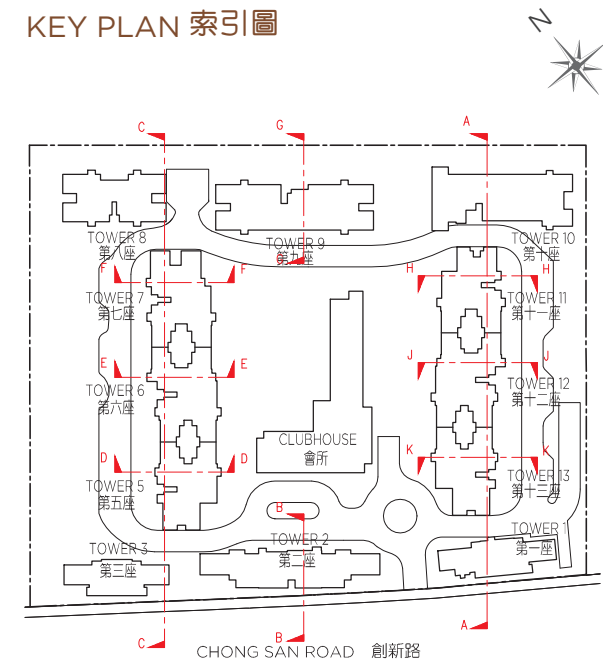 KEY PLAN 索引圖
N
C
G
A
TOWER 8
第八座
TOWER 9
第九座
G
TOWER 10
第十座
F
F
H
H
TOWER 7
第七座
TOWER 11
第十一座
E
E
J
J
TOWER 6
第六座
TOWER 12
第十二座
CLUBHOUSE
會所
D
D
K
K
TOWER 5
第五座
TOWER 13
第十三座
B
TOWER 1
第一座
TOWER 3
第三座
TOWER 2
第二座
A
C
B
CHONG SAN ROAD 創新路